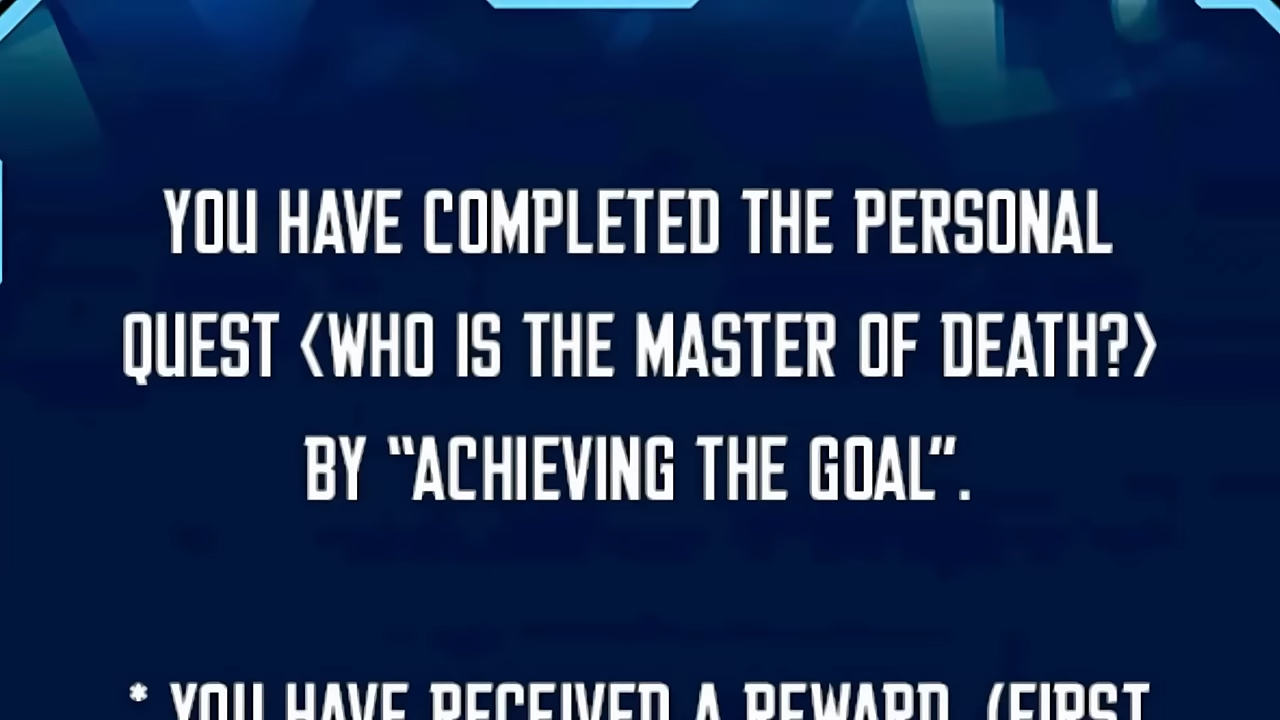 YOU HAVE COMPLETED THE PERSONAL
QUEST <WHO IS THE MASTER OF DEATH?>
BY “ACHIEVING THE GOAL”.
* YOU HAVE RECEIVED A REWARD. (FIRST